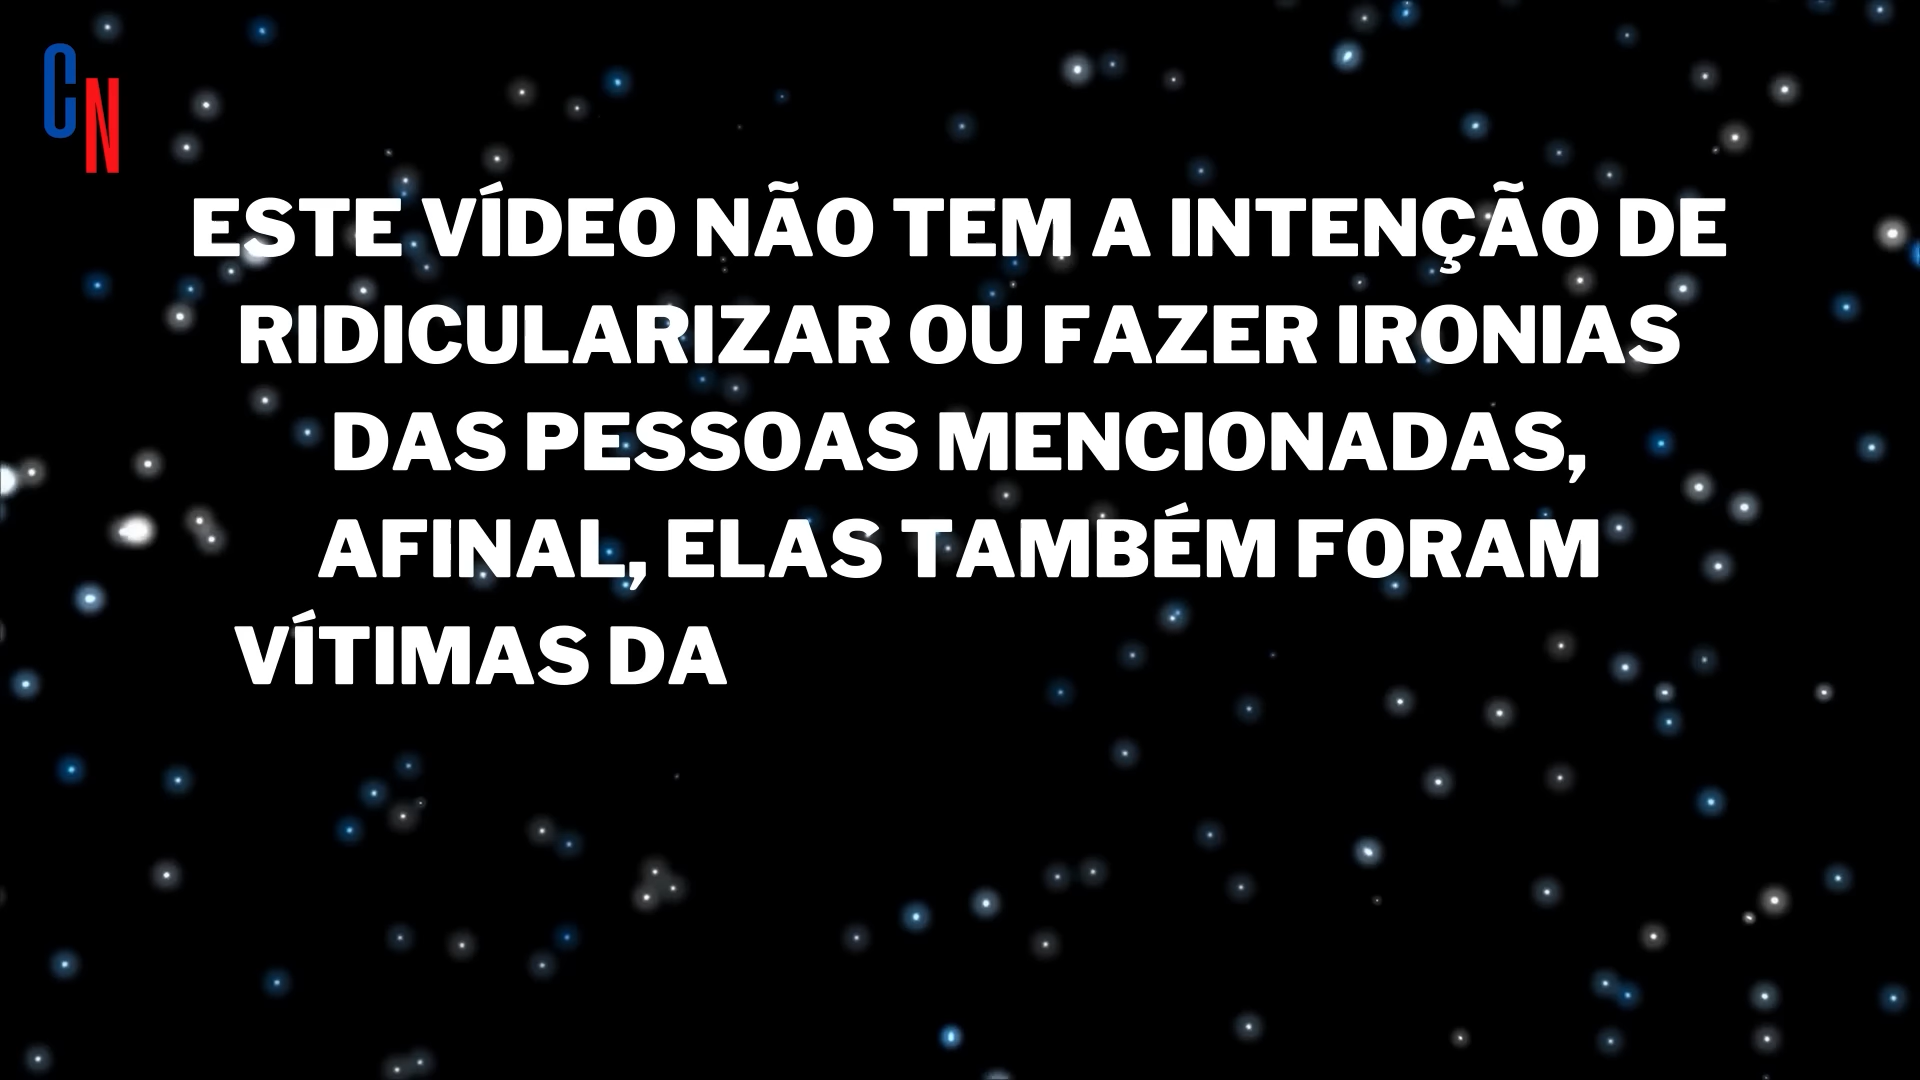 CN
ESTE VÍDEO NÃO TEM A INTENÇÃO DE
RIDICULARIZAR OU FAZER IRONIAS
DAS PESSOAS MENCIONADAS,
AFINAL, ELAS TAMBÉM FORAM
VÍTIMAS DA